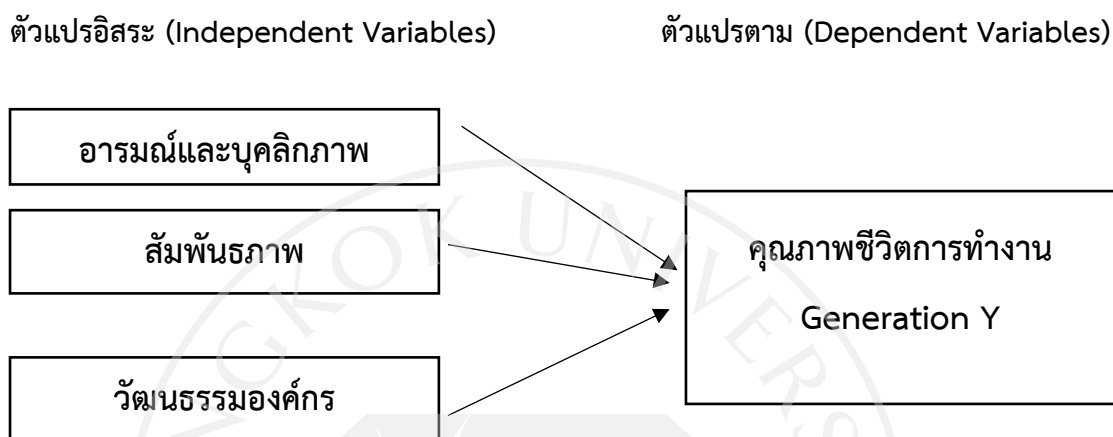 ตัวแปรอิสระ (Independent Variables) ตัวแปรตาม (Dependent Variables)
อารมณ์และบุคลิกภาพ
สัมพันธภาพ
วัฒนธรรมองค์กร
คุณภาพชีวิตการทำงาน
Generation Y
NGKOK UNIVERS